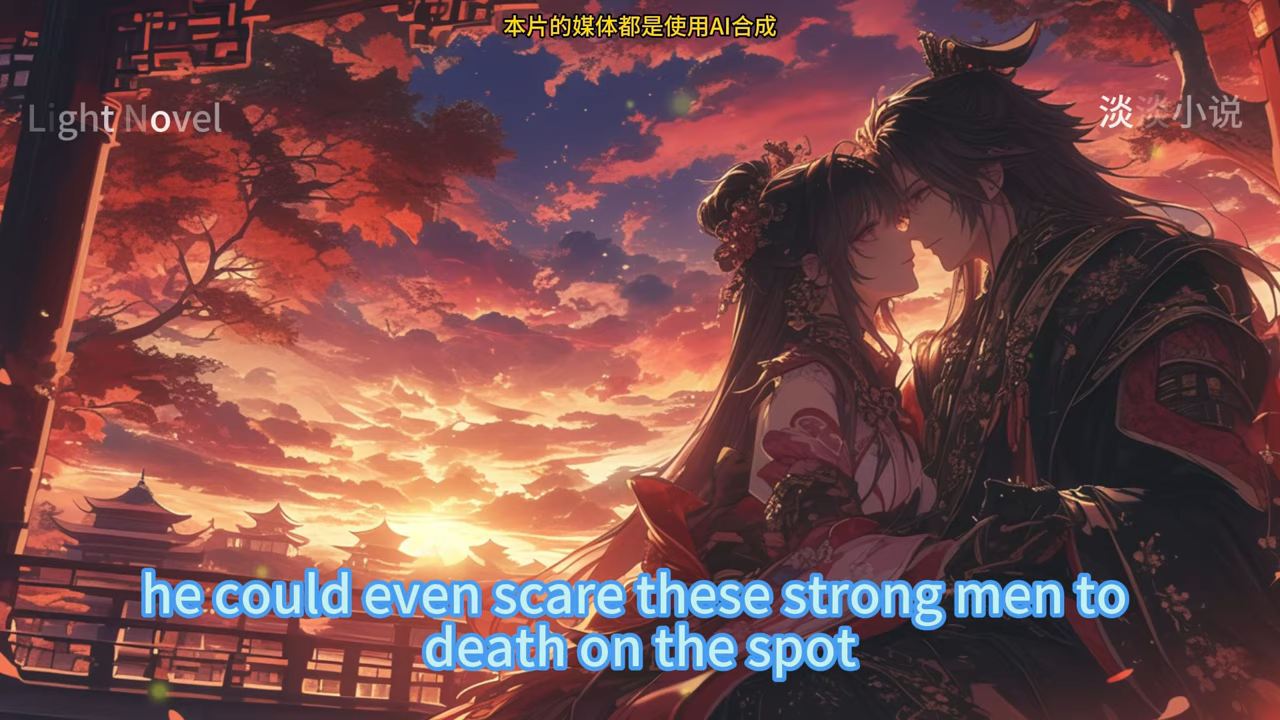 本片的媒体都是使用AI合成
Light Novel
淡淡小说
he could even scare these strong men to
death on the spot